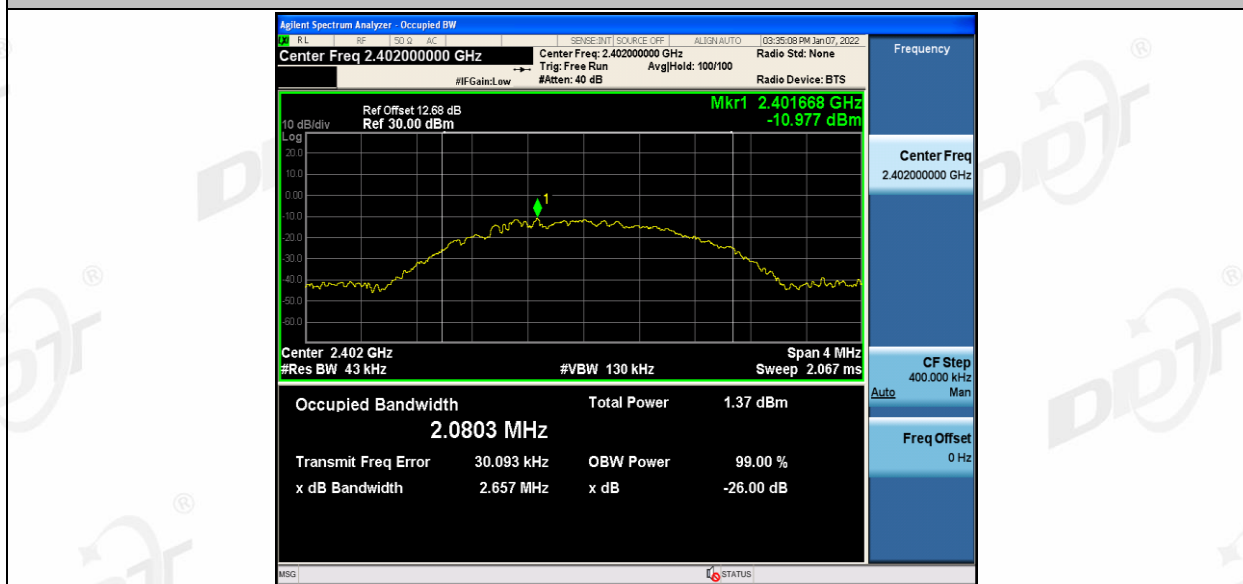 Agilent Spectrum Analyzer - Occupied BW
RL RF 50 Ω AC SENSE:INT SOURCE OFF ALIGN AUTO 03:35:08 PM Jan 07, 2022
Center Freq 2.402000000 GHz
Center Freq: 2.402000000 GHz Radio Std: None
Trig: Free Run Avg|Hold: 100/100
#IFGain:Low #Atten: 40 dB Radio Device: BTS
Frequency
Mkr1 2.401668 GHz
-10.977 dBm
Ref Offset 12.68 dB
10 dB/div Ref 30.00 dBm
Log
20.0
10.0
0.00
-10.0
-20.0
-30.0
-40.0
-50.0
-60.0
1
Center 2.402 GHz Span 4 MHz
#Res BW 43 kHz #VBW 130 kHz Sweep 2.067 ms
Occupied Bandwidth Total Power 1.37 dBm
2.0803 MHz
Transmit Freq Error 30.093 kHz OBW Power 99.00 %
x dB Bandwidth 2.657 MHz x dB -26.00 dB
Center Freq
2.402000000 GHz
CF Step
400.000 kHz
Auto Man
Freq Offset
0 Hz
MSG STATUS
DDT
®
DDT
®
DDT
®
DDT
®